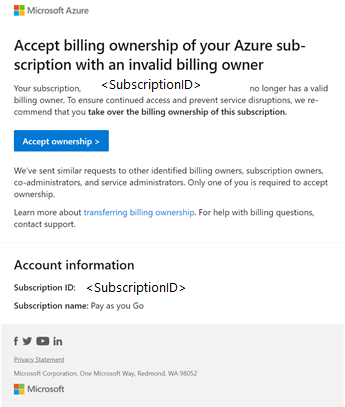 Microsoft Azure
Accept billing ownership of your Azure sub-
scription with an invalid billing owner
Your subscription, <SubscriptionID> no longer has a valid
billing owner. To ensure continued access and prevent service disruptions, we re-
commend that you take over the billing ownership of this subscription.
Accept ownership >
We've sent similar requests to other identified billing owners, subscription owners,
co-administrators, and service administrators. Only one of you is required to accept
ownership.
Learn more about transferring billing ownership. For help with billing questions,
contact support.
Account information
Subscription ID: <SubscriptionID>
Subscription name: Pay as you Go
Privacy Statement
Microsoft Corporation, One Microsoft Way, Redmond, WA 98052
Microsoft